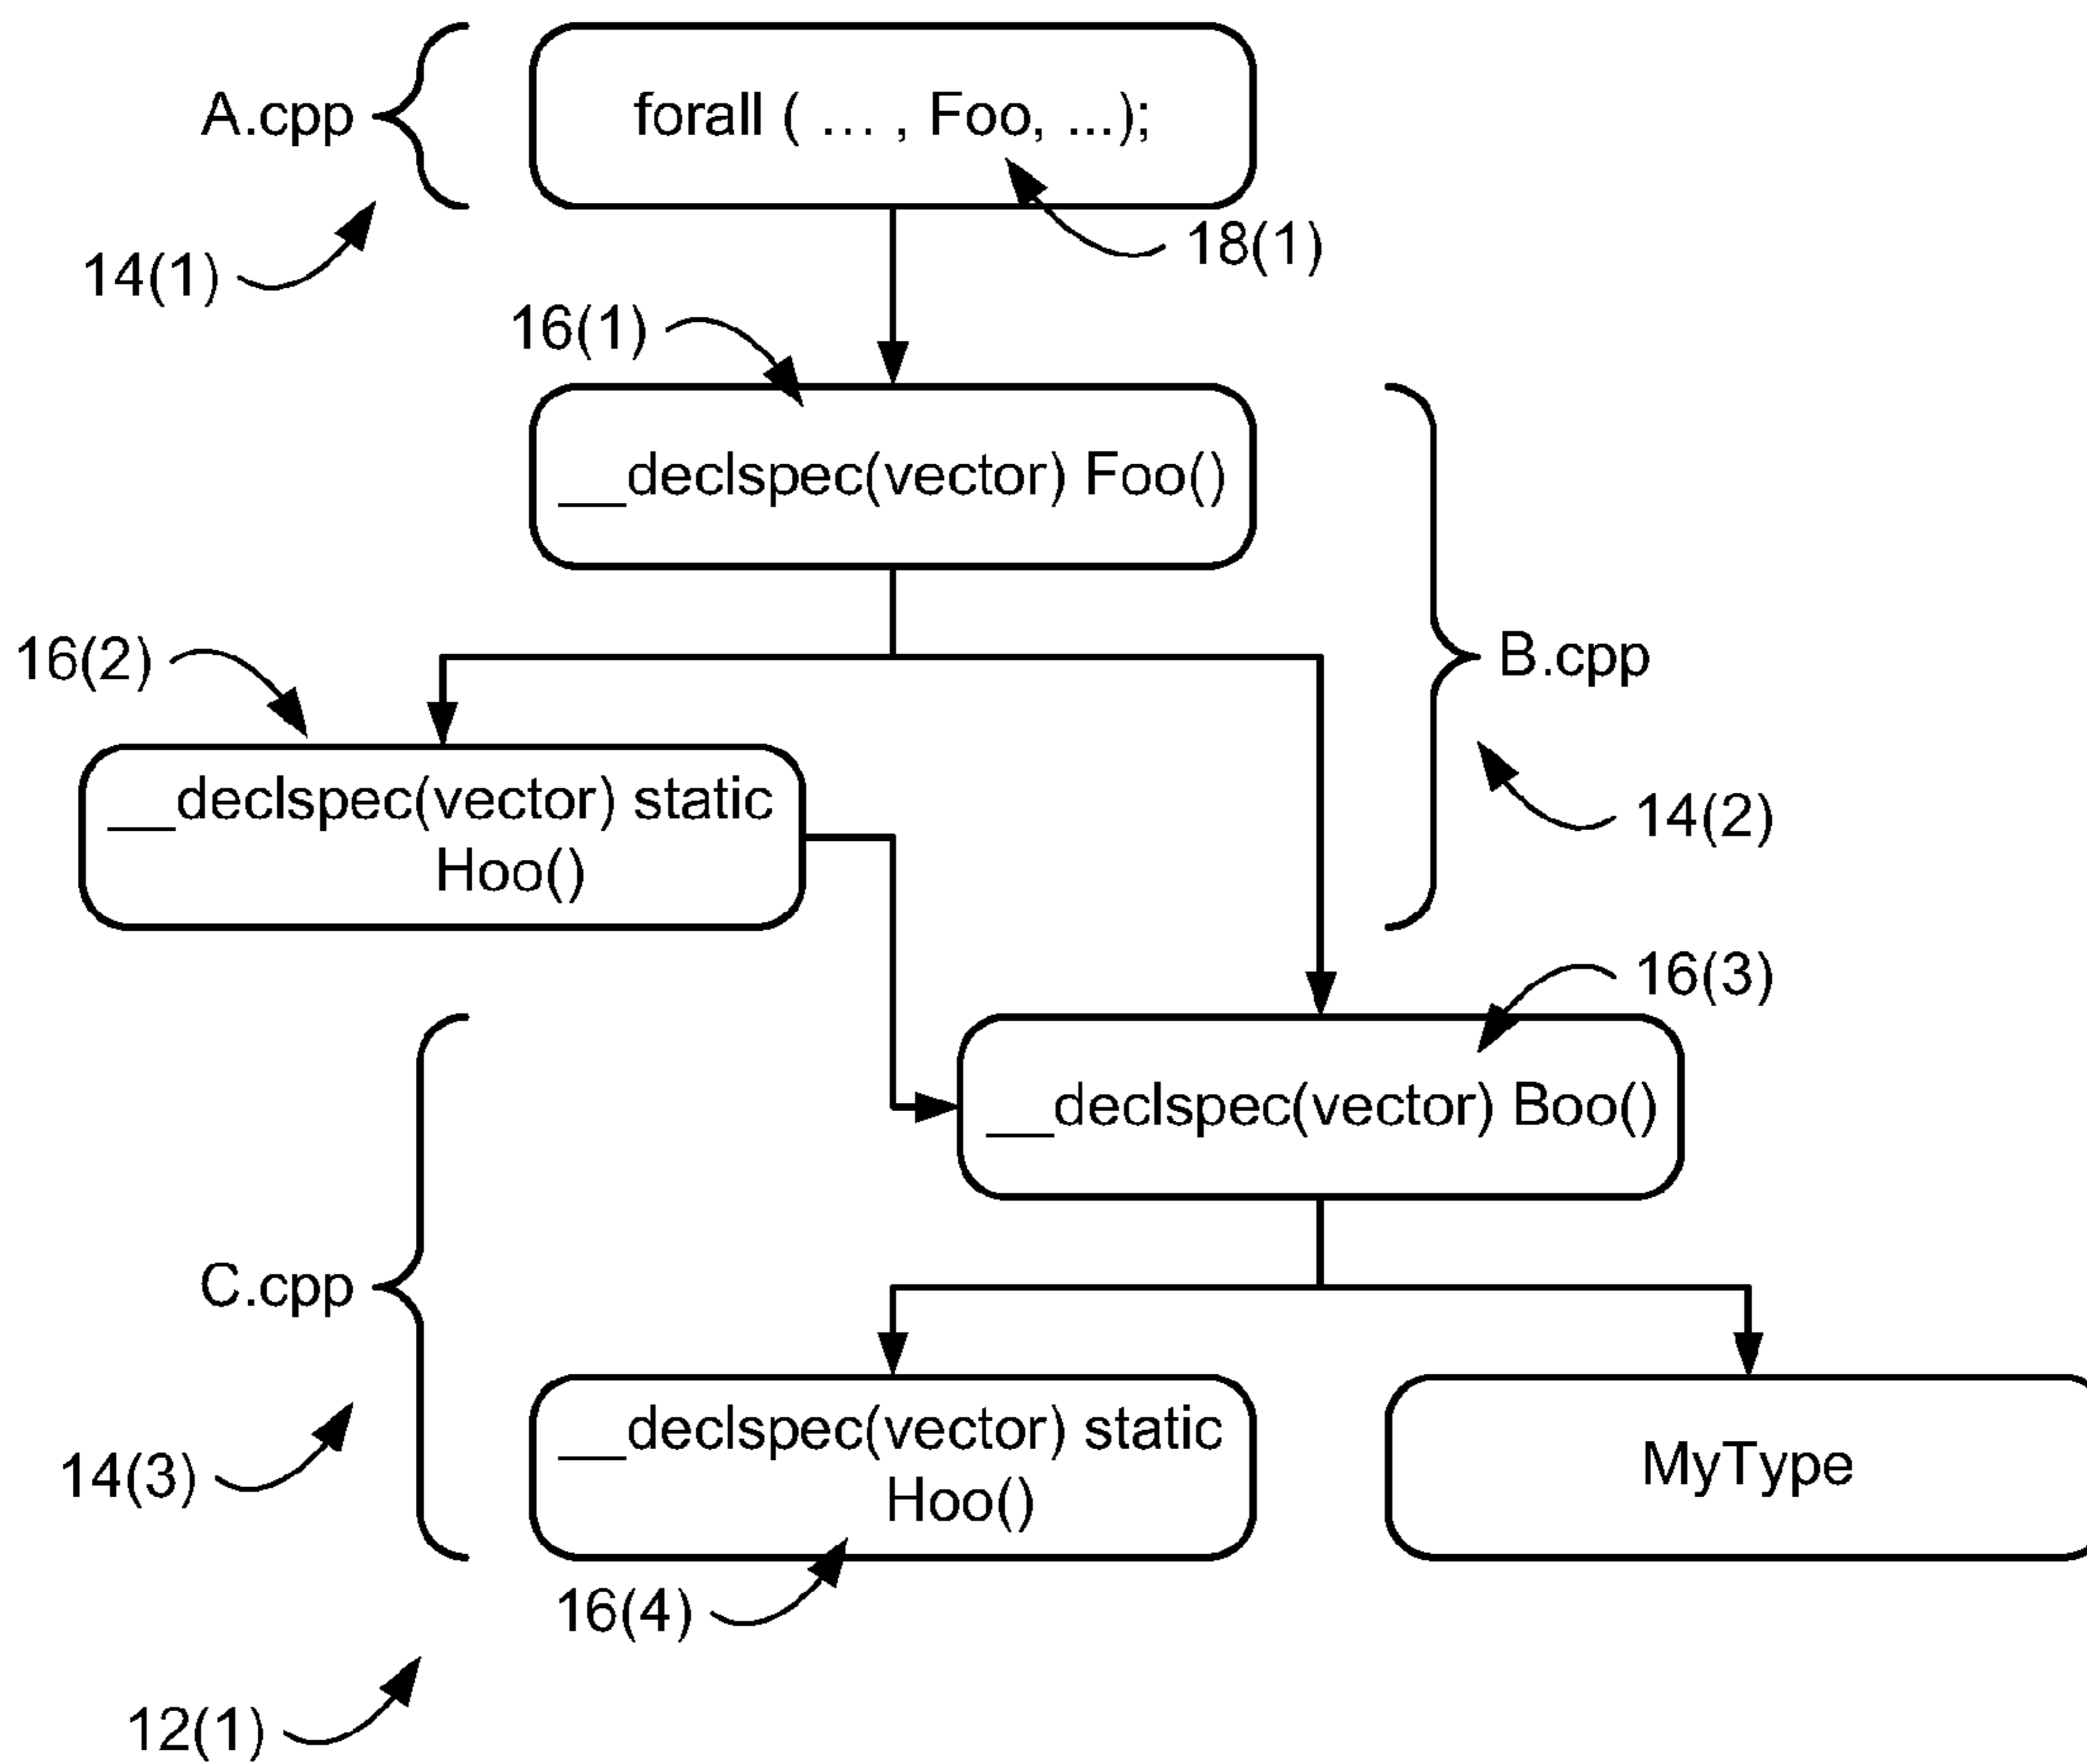 A.cpp
forall ( ... , Foo, ...);
14(1)
18(1)
16(1)
__declspec(vector) Foo()
16(2)
B.cpp
__declspec(vector) static
Hoo()
14(2)
16(3)
__declspec(vector) Boo()
C.cpp
14(3)
__declspec(vector) static
Hoo()
MyType
16(4)
12(1)